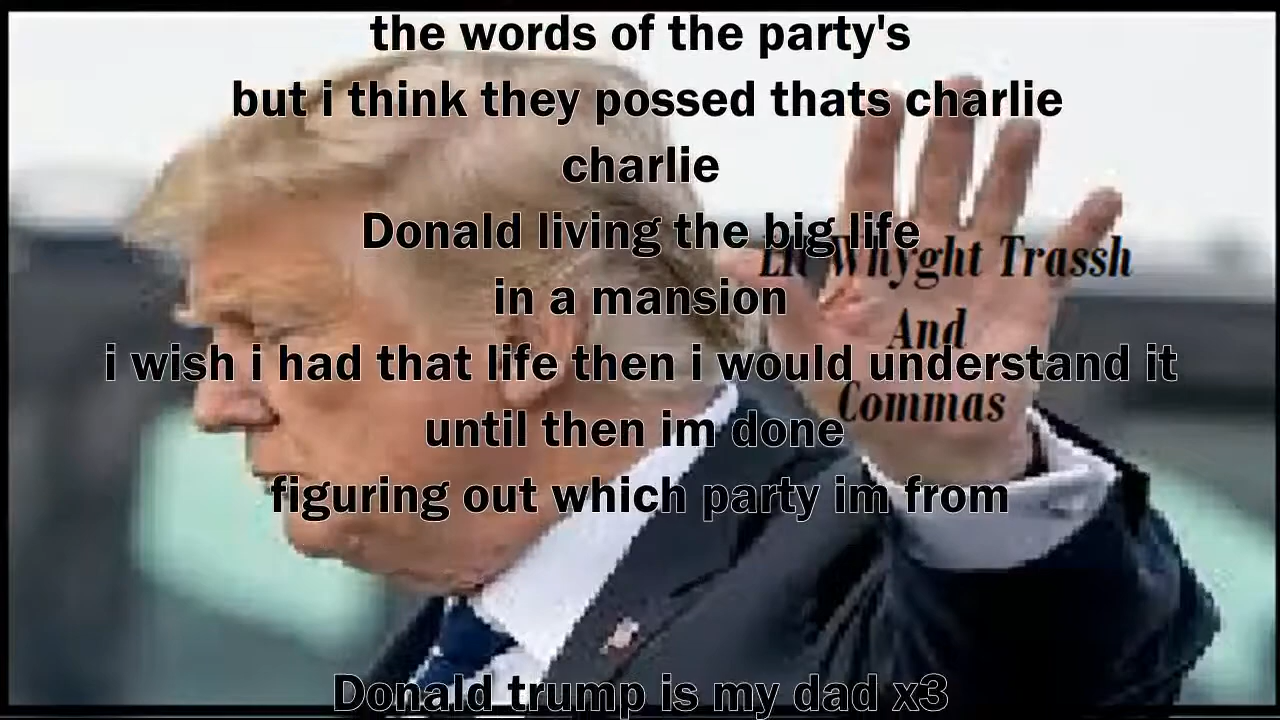 the words of the party's
but i think they possed thats charlie
charlie
Donald living the big life
Lil Whyght Trassh
in a mansion
And
i wish i had that life then i would understand it
Commas
until then im done
figuring out which party im from
Donald trump is my dad x3